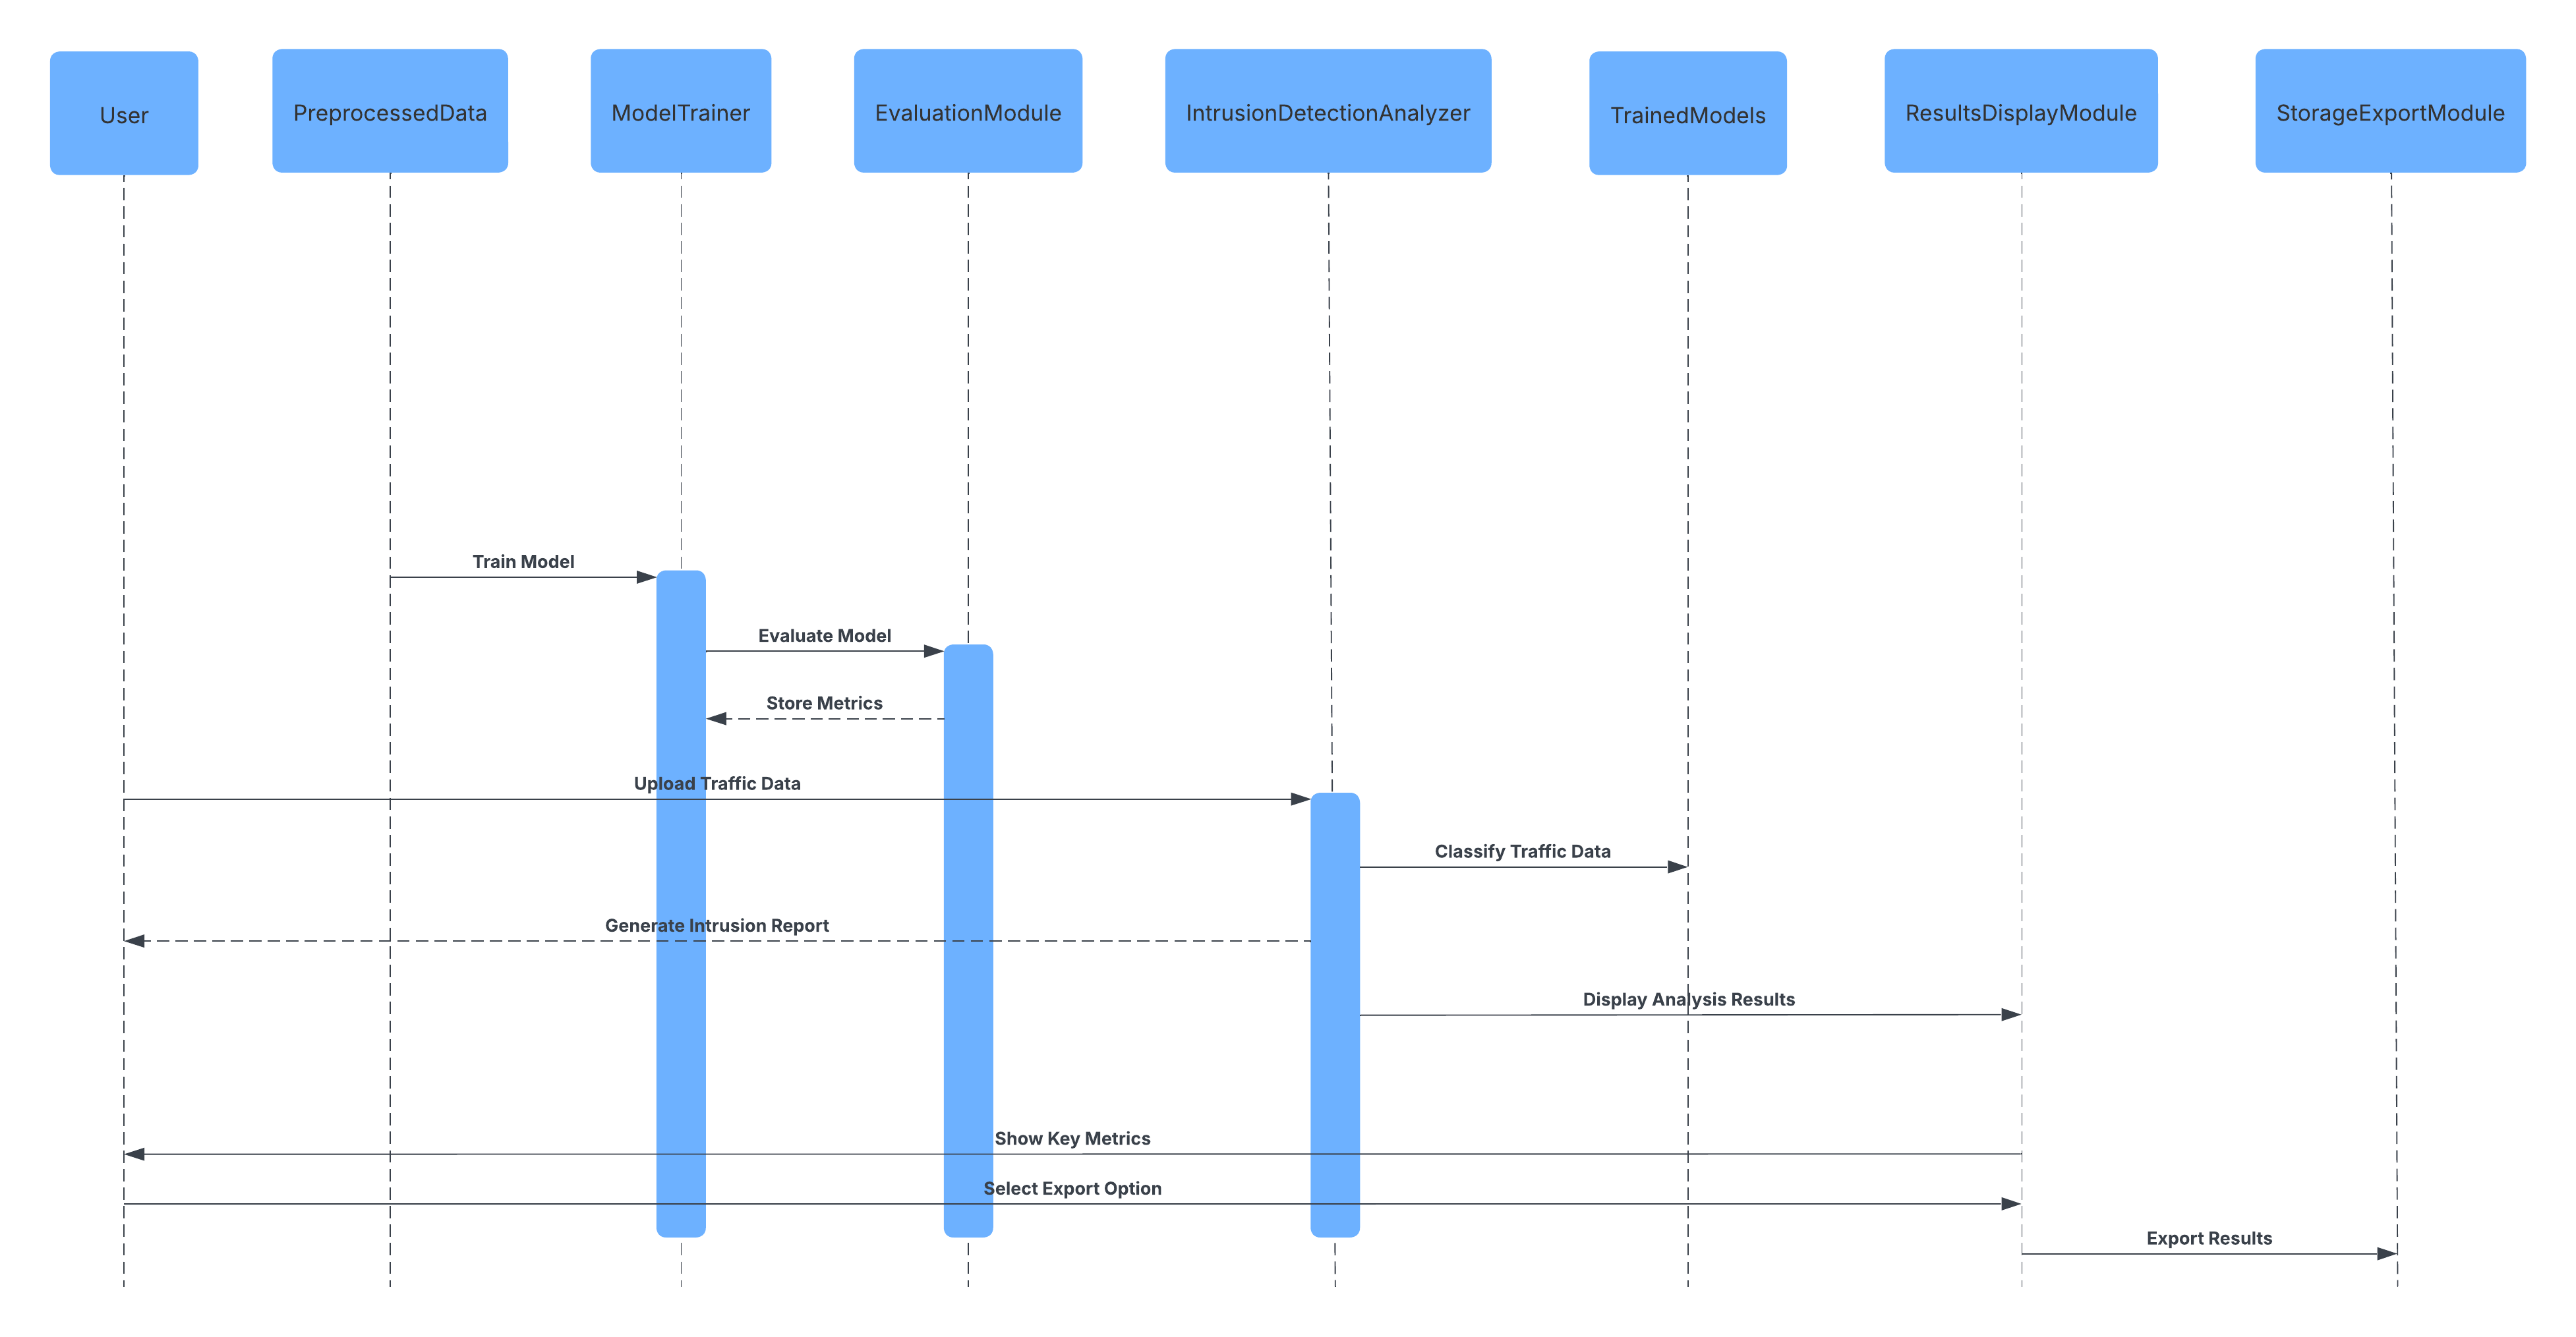 User
PreprocessedData
ModelTrainer
EvaluationModule
IntrusionDetectionAnalyzer
TrainedModels
ResultsDisplayModule
StorageExportModule
Train Model
Evaluate Model
Store Metrics
Upload Traffic Data
Classify Traffic Data
Generate Intrusion Report
Display Analysis Results
Show Key Metrics
Select Export Option
Export Results